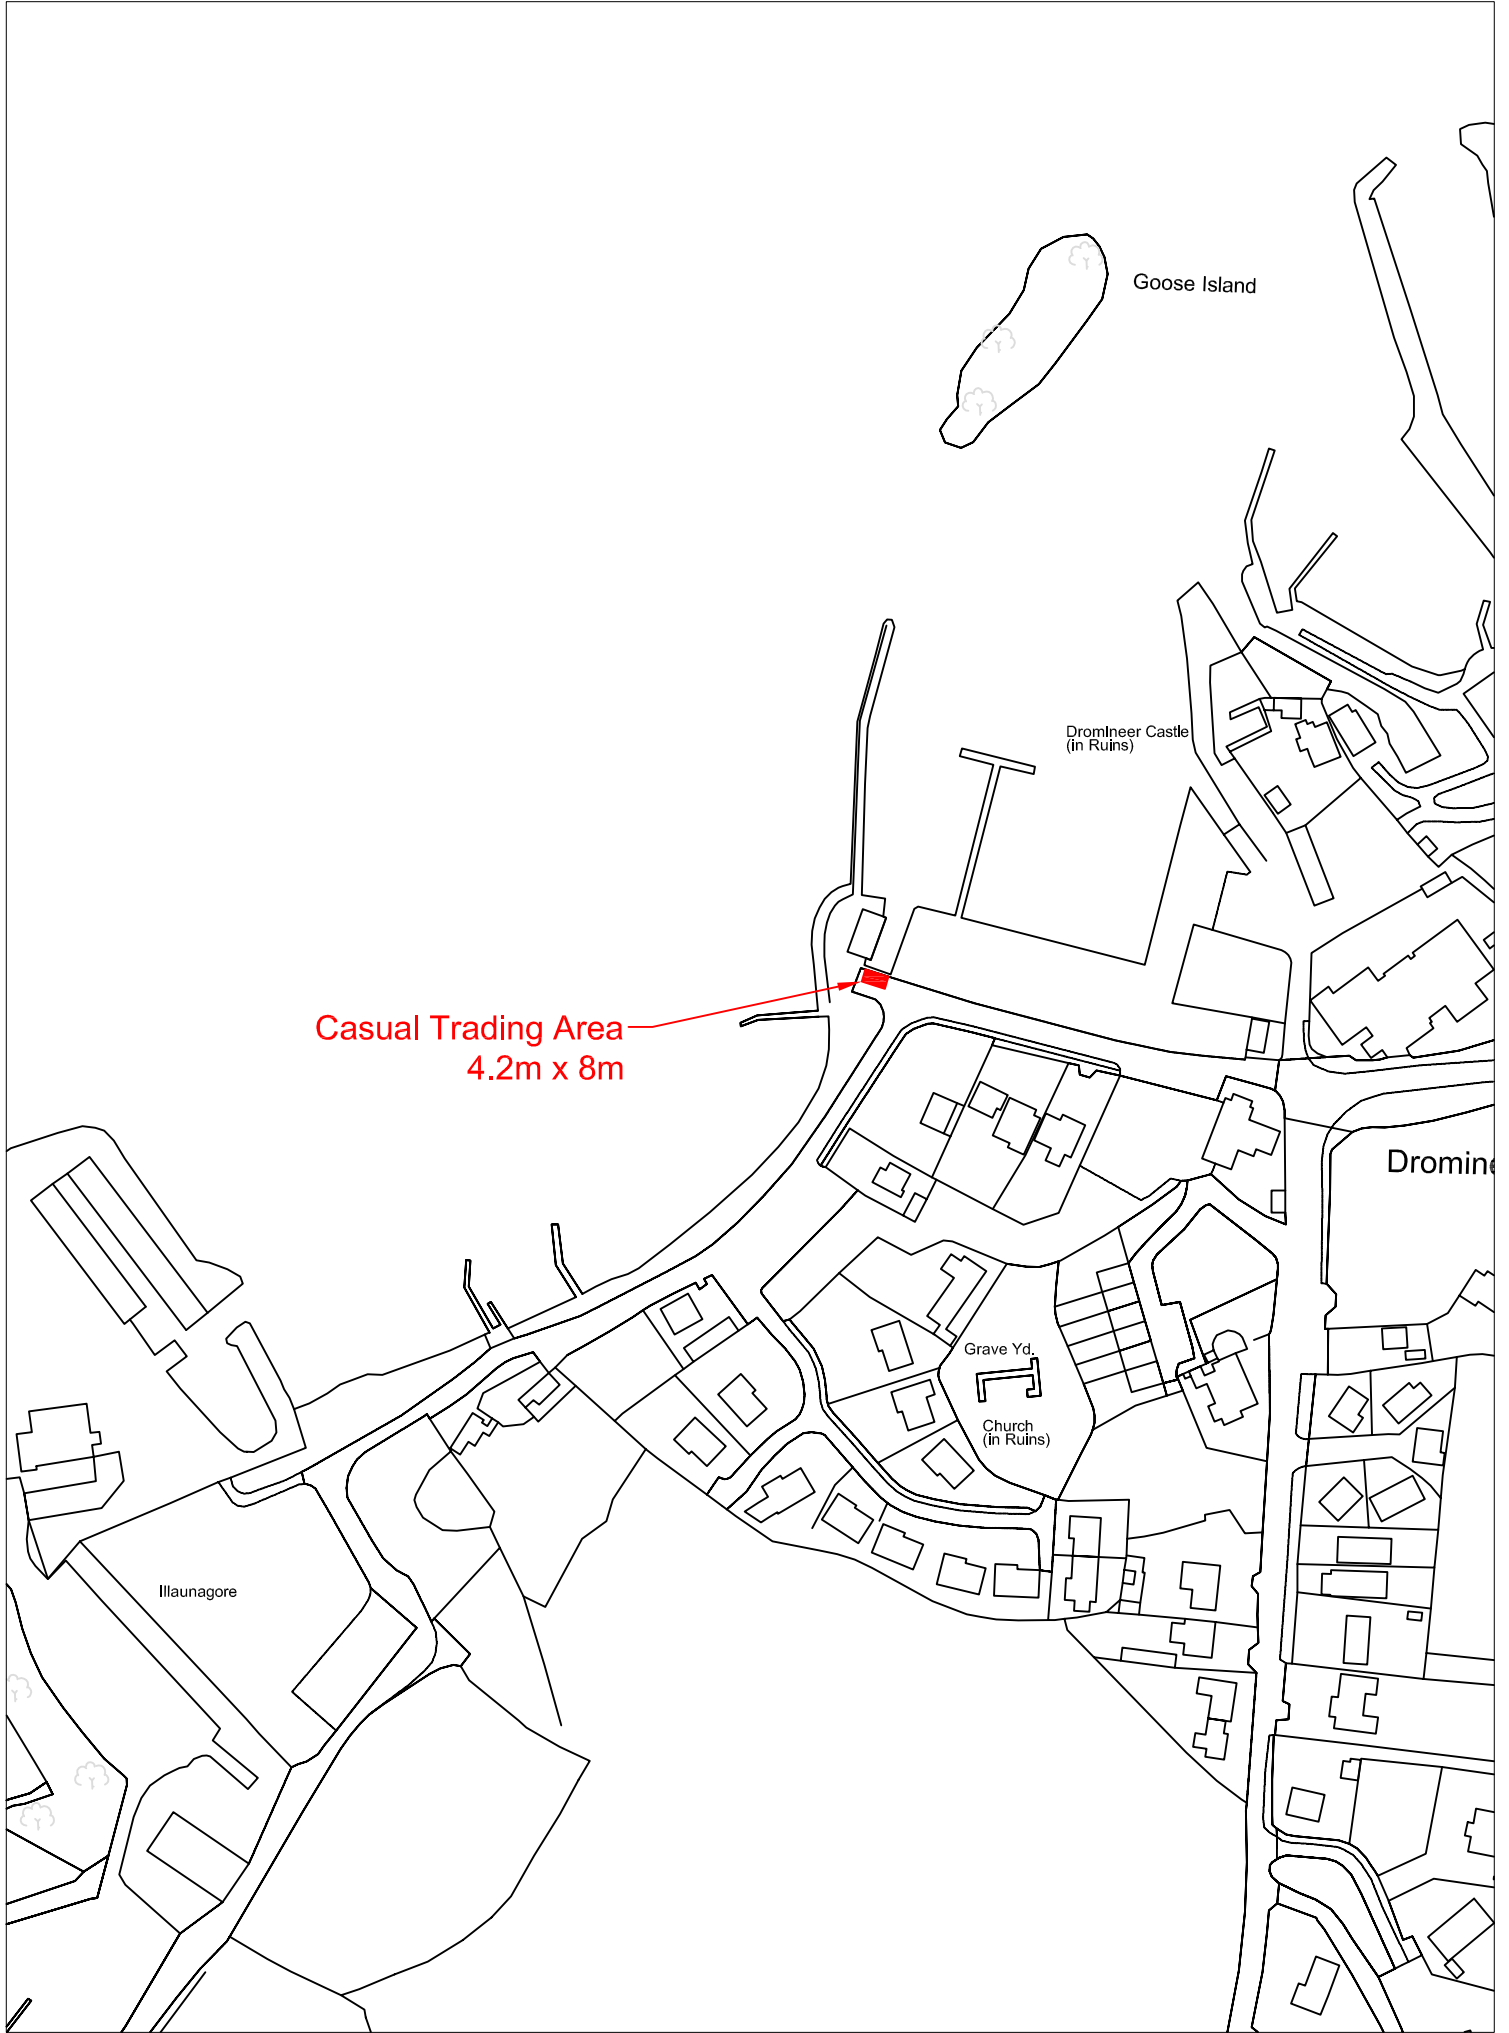 Goose Island
Dromineer Castle
(in Ruins)
Casual Trading Area
4.2m x 8m
Dromine
Grave Yd.
Church
(in Ruins)
Illaunagore